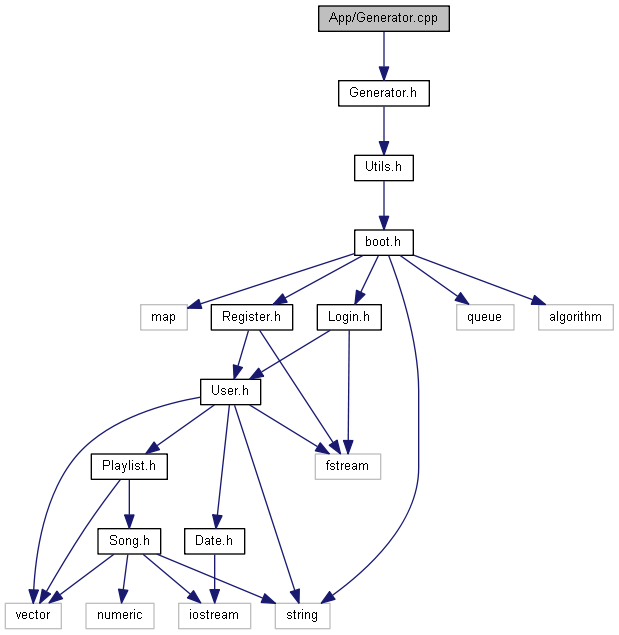 App/Generator.cpp
Generator.h
Utils.h
boot.h
map
Register.h
Login.h
queue
algorithm
User.h
Playlist.h
fstream
Song.h
Date.h
vector
numeric
iostream
string